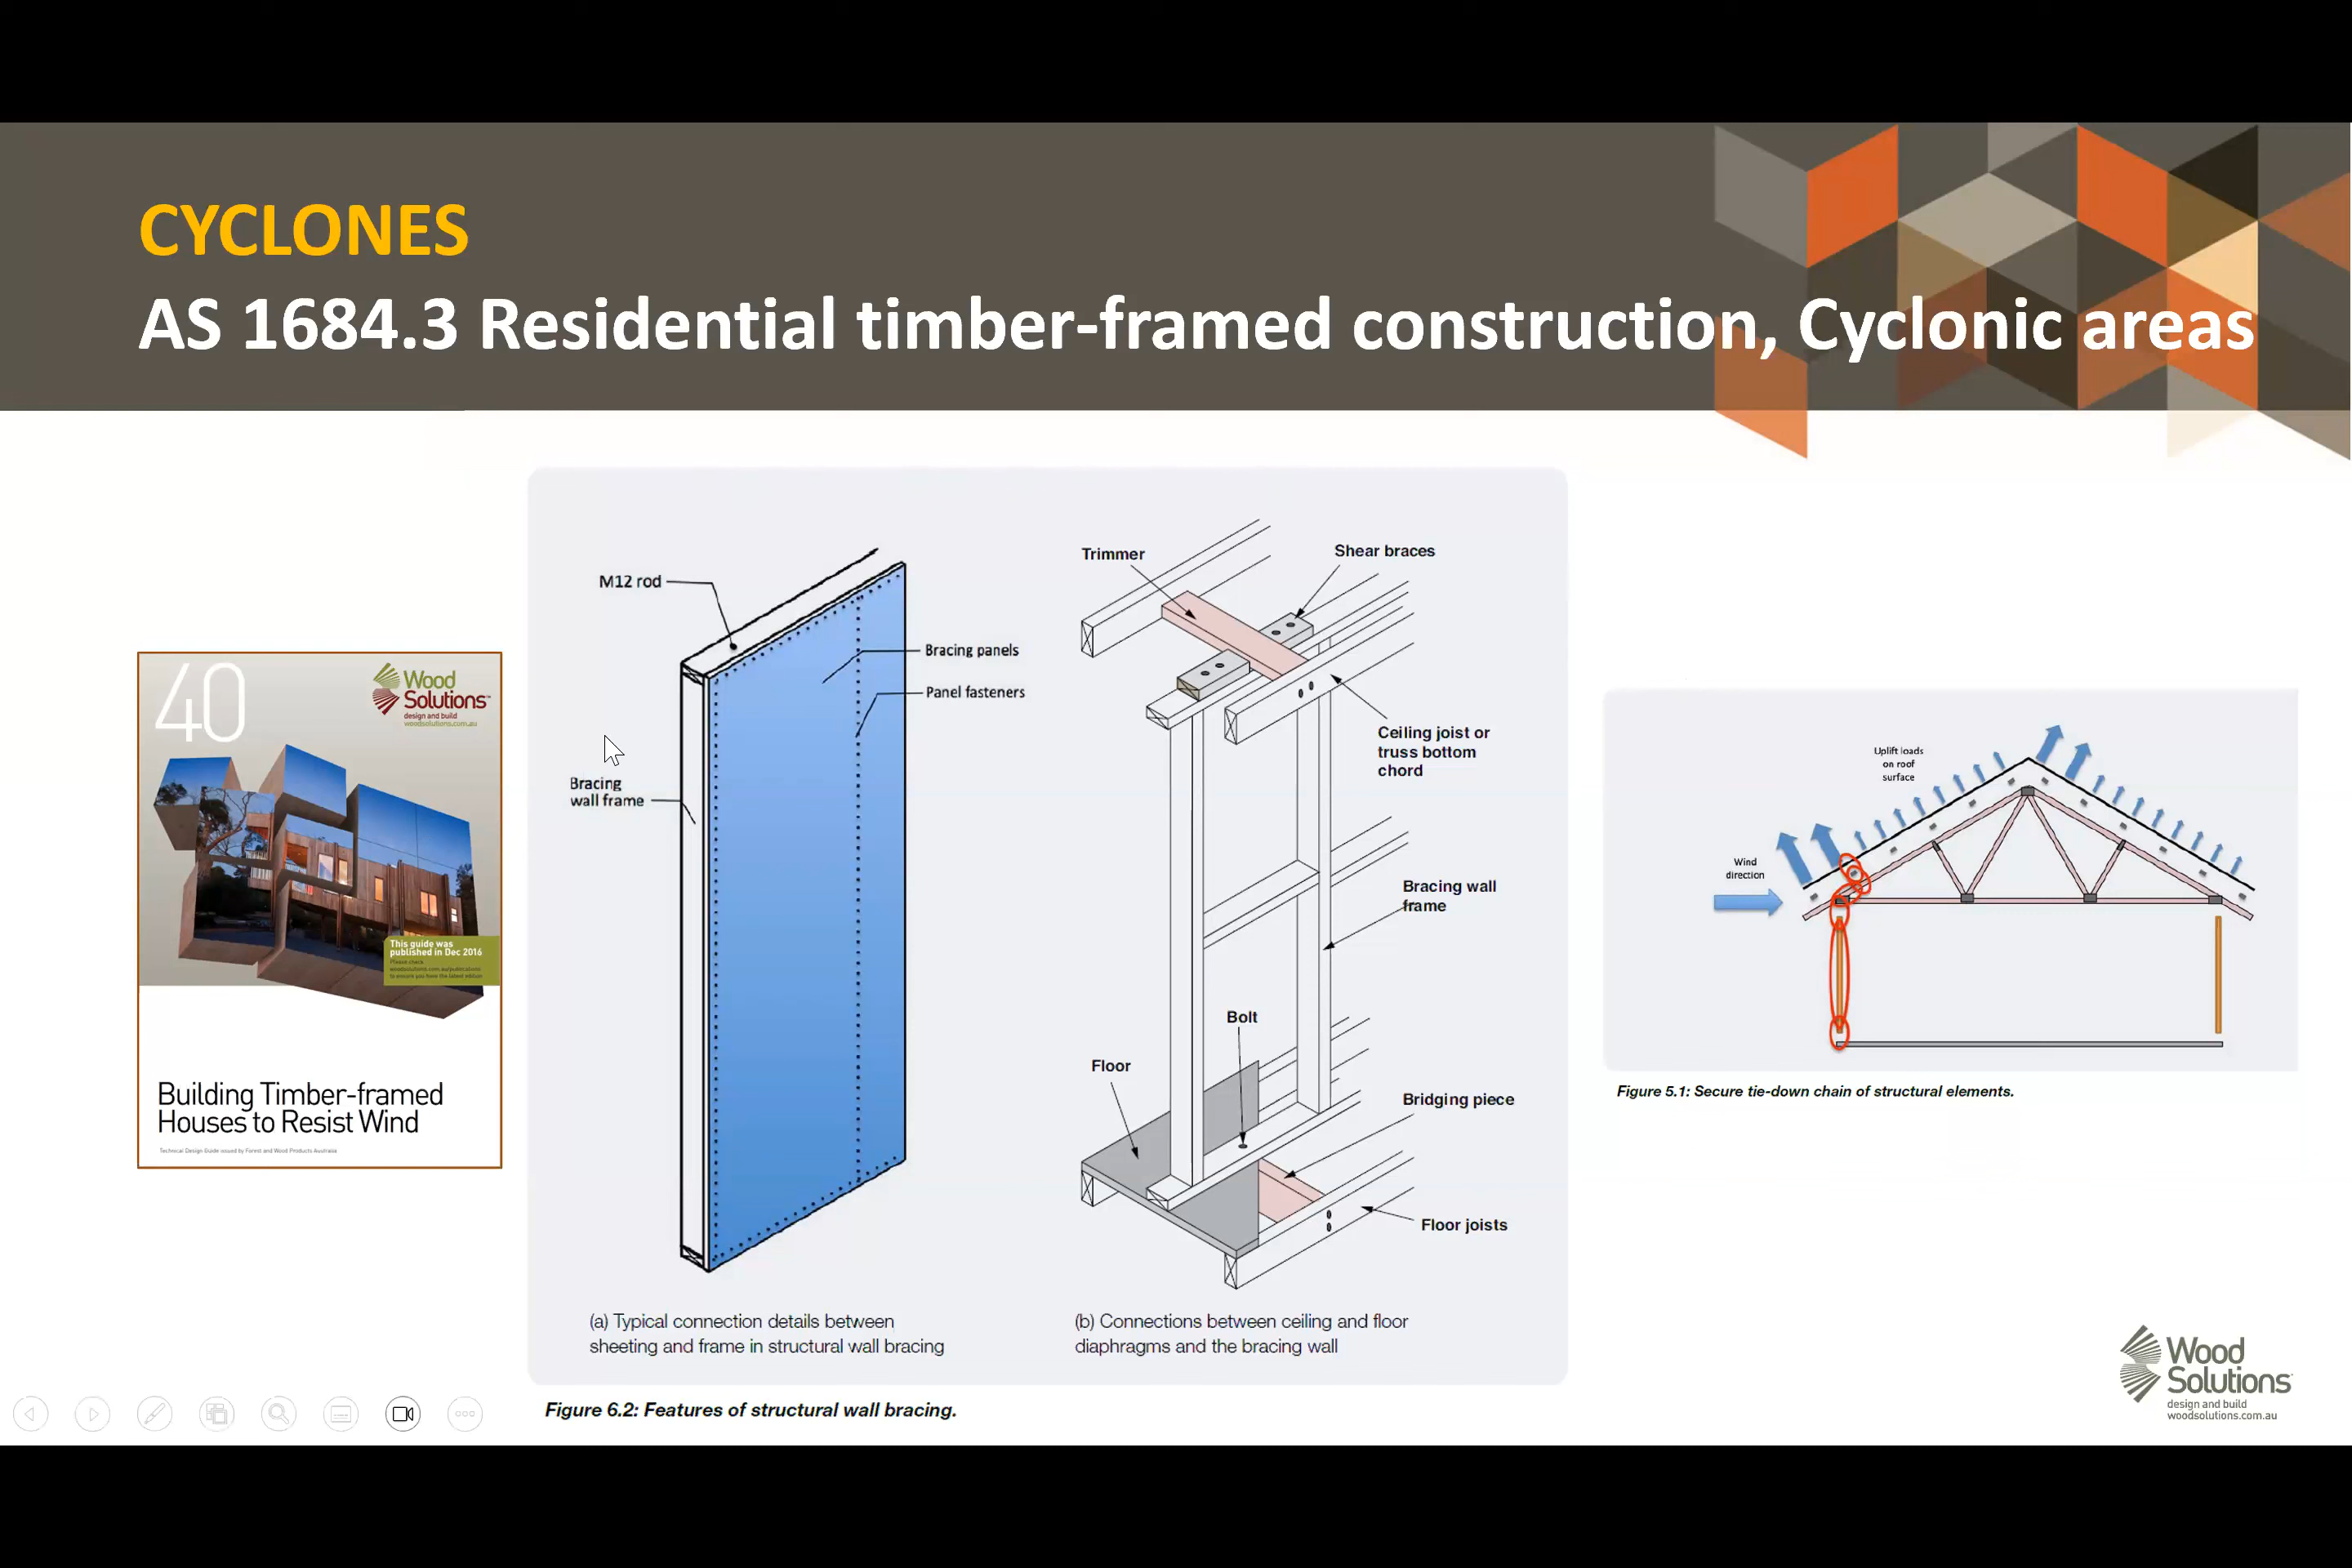 CYCLONES
AS 1684.3 Residential timber-framed construction, Cyclonic areas
40
Wood
Solutions™
design and build
woodsolutions.com.au
This guide was
published in Dec 2016
Please check
woodsolutions.com.au/publications
to ensure you have the latest edition
Building Timber-framed
Houses to Resist Wind
Technical Design Guide issued by Forest and Wood Products Australia
M12 rod
Bracing panels
Panel fasteners
Bracing
wall frame
(a) Typical connection details between
sheeting and frame in structural wall bracing
Trimmer
Shear braces
Ceiling joist or
truss bottom
chord
Bracing wall
frame
Bolt
Floor
Bridging piece
Floor joists
(b) Connections between ceiling and floor
diaphragms and the bracing wall
Figure 6.2: Features of structural wall bracing.
Uplift loads
on roof
surface
Wind
direction
Figure 5.1: Secure tie-down chain of structural elements.
Wood
Solutions
design and build
woodsolutions.com.au